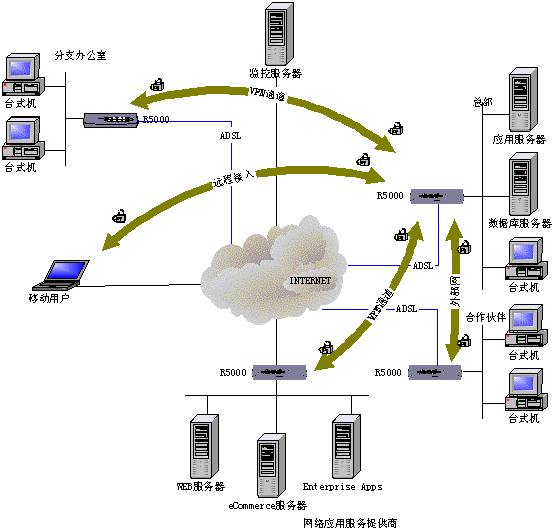 分支办公室
监控服务器
台式机
VPN通道
总部
R5000
ADSL
应用服务器
台式机
远程接入
R5000
数据库服务器
ADSL
INTERNET
外部网
台式机
移动用户
VPN通道
ADSL
合作伙伴
台式机
R5000
R5000
台式机
WEB服务器
eCommerce服务器
Enterprise Apps
网络应用服务提供商